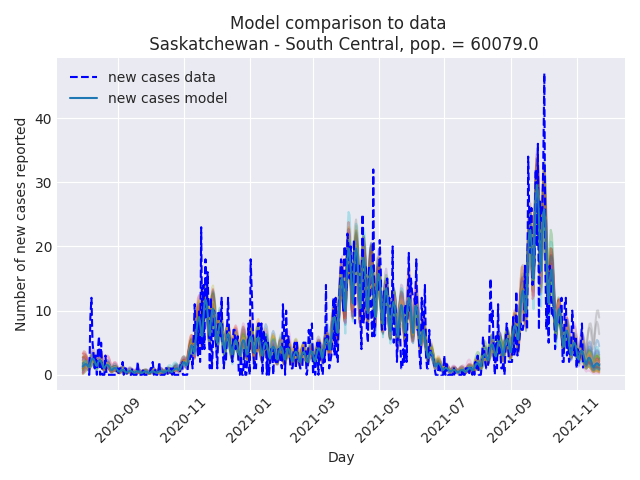 Model comparison to data
Saskatchewan - South Central, pop. = 60079.0
new cases data
new cases model
Number of new cases reported
40
30
20
10
0
2020-09
2020-11
2021-01
2021-03
2021-05
2021-07
2021-09
2021-11
Day